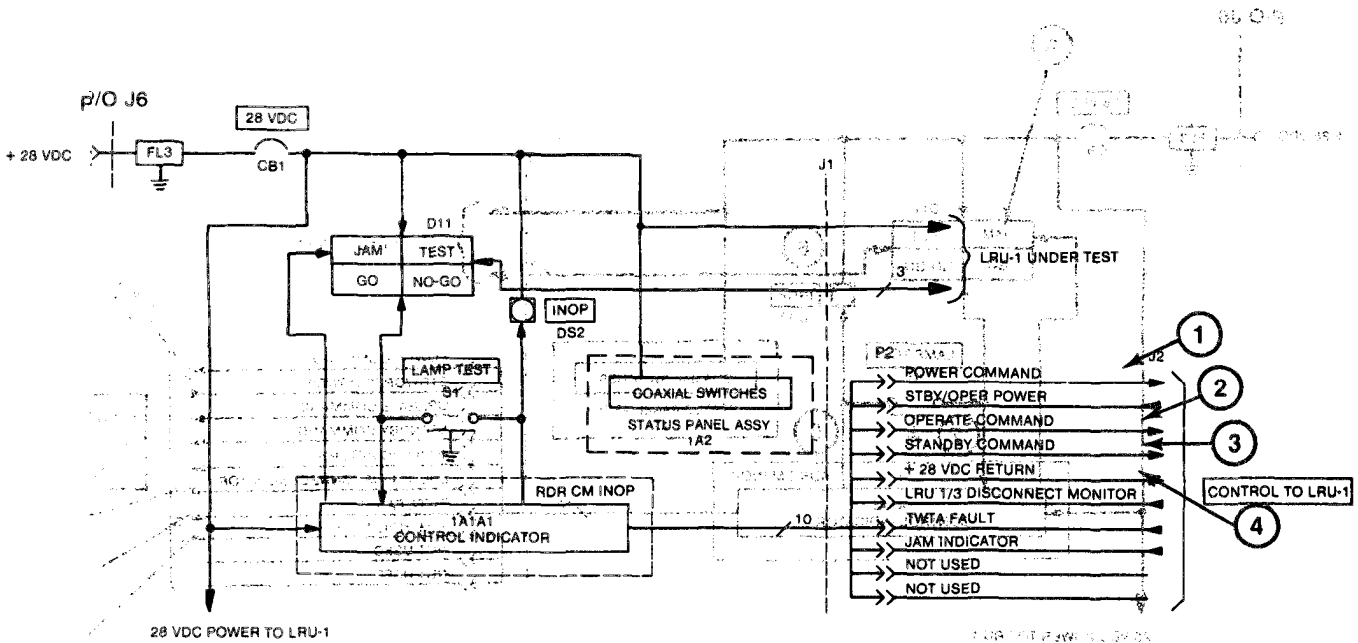 P/O J6
28 VDC
+ 28 VDC
FL3
CB1
J1
D11
JAM
TEST
GO
NO-GO
3
LRU-1 UNDER TEST
INOP
DS2
LAMP TEST
S1
COAXIAL SWITCHES
STATUS PANEL ASSY
1A2
RDR CM INOP
1A1A1
CONTROL INDICATOR
10
P2
J2
POWER COMMAND
STBY/OPER POWER
OPERATE COMMAND
STANDBY COMMAND
+ 28 VDC RETURN
LRU 1/3 DISCONNECT MONITOR
TWTA FAULT
JAM INDICATOR
NOT USED
NOT USED
1
2
3
4
CONTROL TO LRU-1
28 VDC POWER TO LRU-1